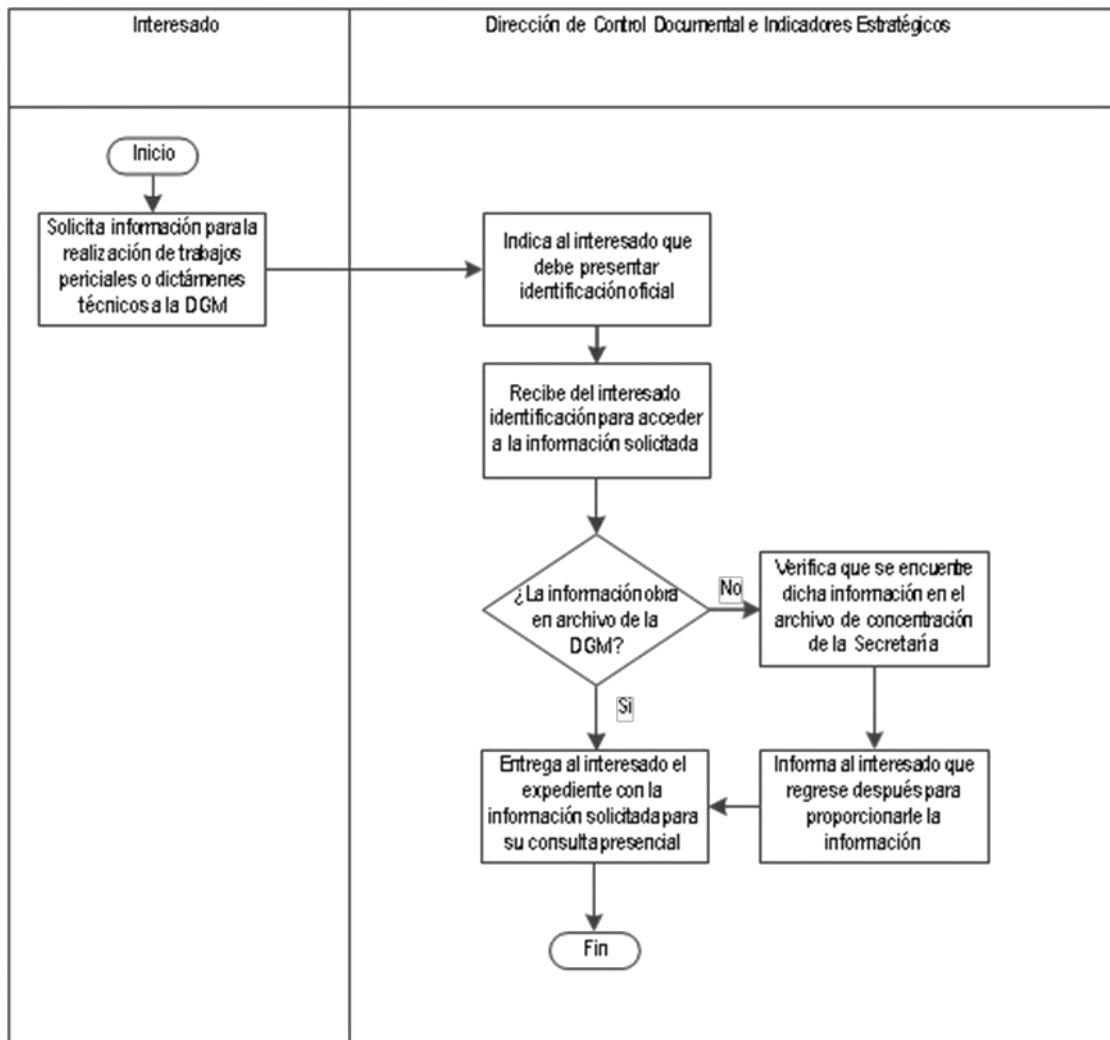 Interesado
Dirección de Control Documental e Indicadores Estratégicos
Inicio
Solicita información para la
realización de trabajos
periciales o dictámenes
técnicos a la DGM
Indica al interesado que
debe presentar
identificación oficial
Recibe del interesado
identificación para acceder
a la información solicitada
¿La información obra
en archivo de la
DGM?
No
Verifica que se encuentre
dicha información en el
archivo de concentración
de la Secretaría
Si
Entrega al interesado el
expediente con la
información solicitada para
su consulta presencial
Informa al interesado que
regrese después para
proporcionarle la
información
Fin